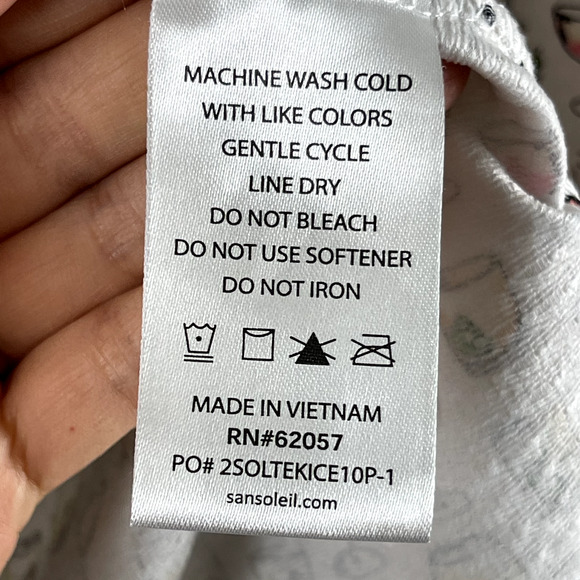 MACHINE WASH COLD
WITH LIKE COLORS
GENTLE CYCLE
LINE DRY
DO NOT BLEACH
DO NOT USE SOFTENER
DO NOT IRON
MADE IN VIETNAM
RN#62057
PO# 2SOLTEKICE10P-1
sansoleil.com